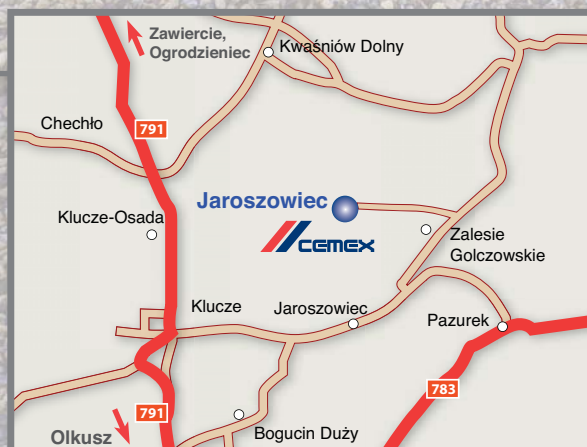 Zawiercie,
Ogrodzieniec
Kwaśniów Dolny
Chechło
791
Jaroszowiec
Klucze-Osada
CEMEX
Zalesie
Golczowskie
Klucze
Jaroszowiec
Pazurek
783
791
Olkusz
Bogucin Duży